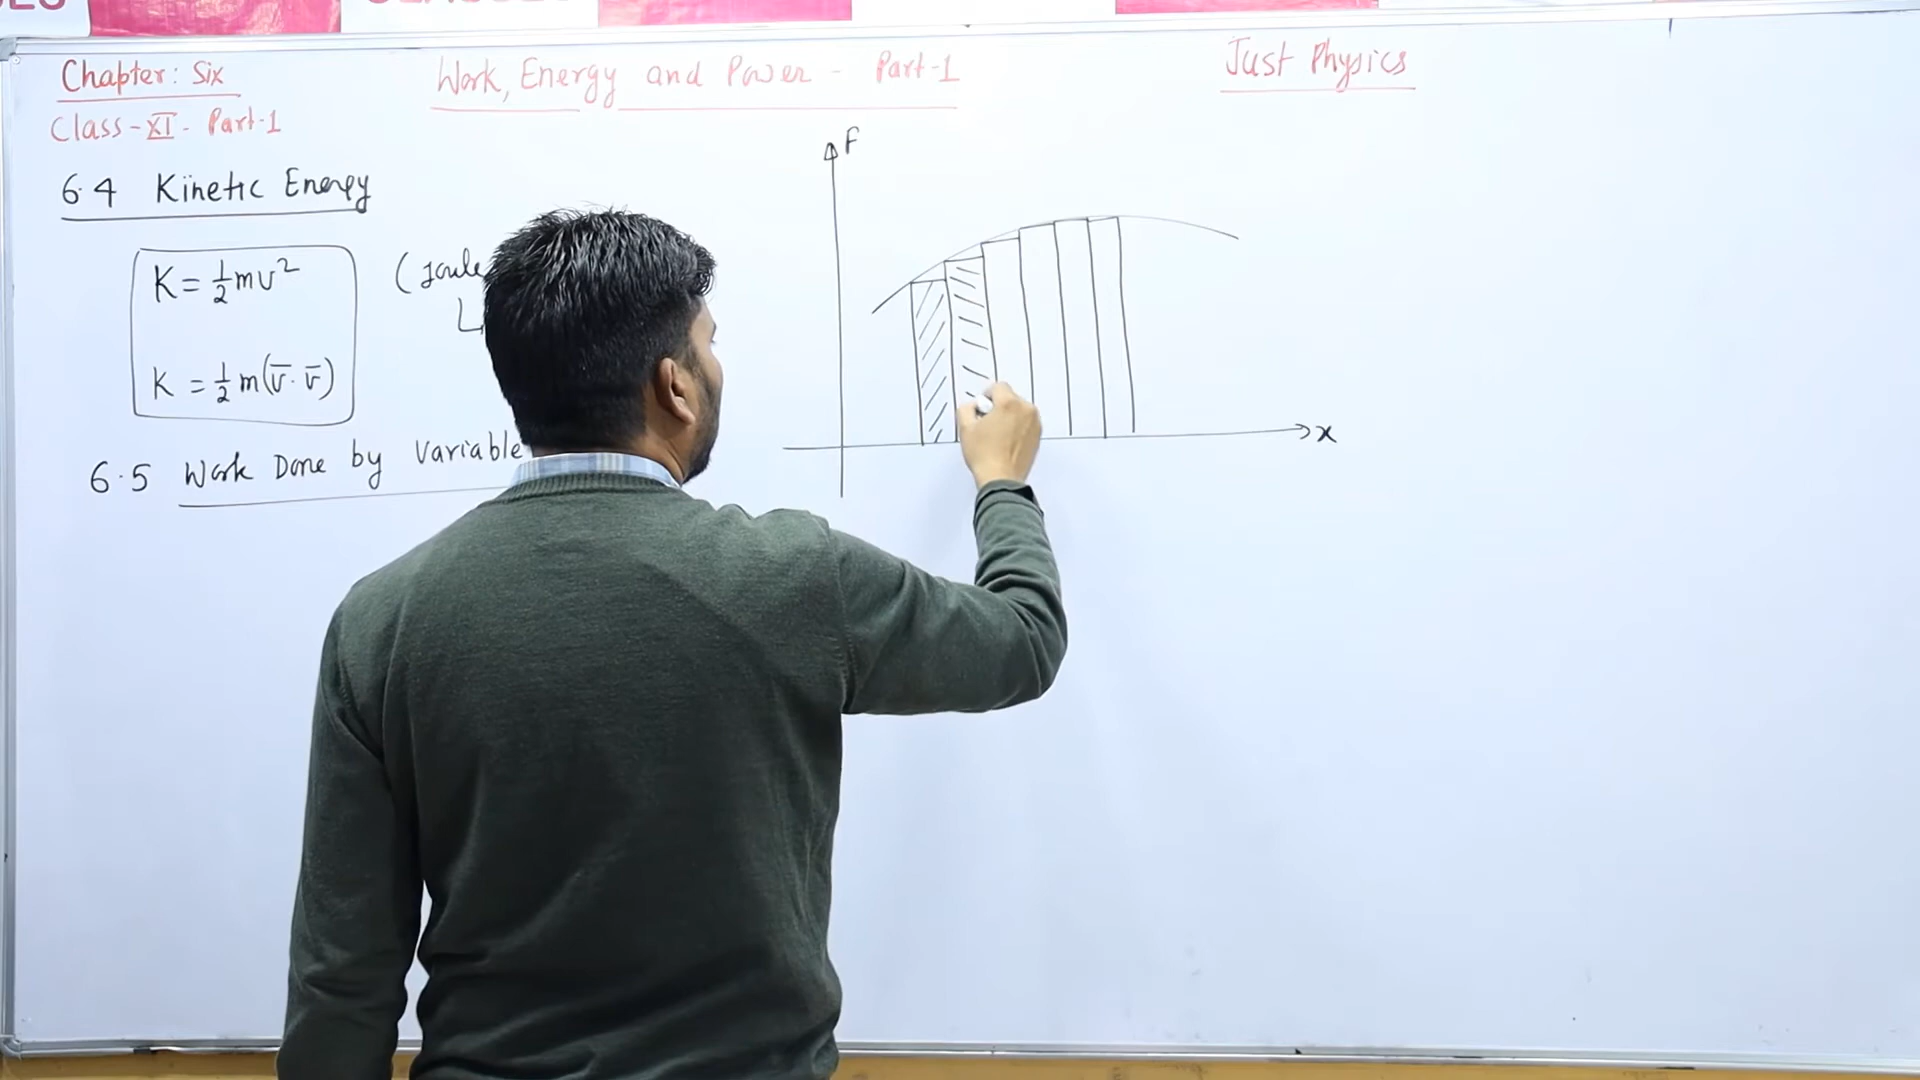 Chapter: Six
Work, Energy and Power - Part-1
Just Physics
Class-XI- Part-1
6.4 Kinetic Energy
K = 1/2 mv²
(Joule
K = 1/2 m(v̅. v̅)
6.5 Work Done by Variable
F
x